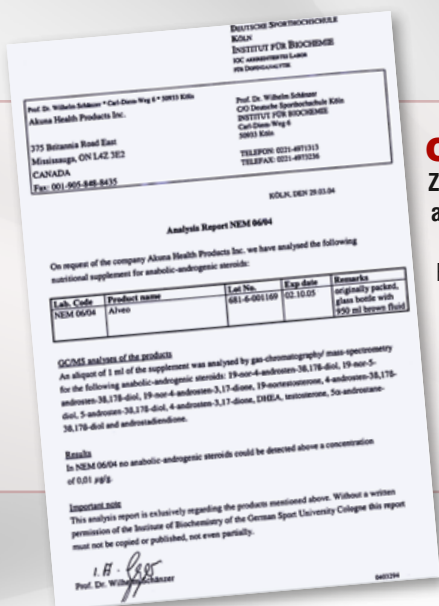 DEUTSCHE SPORTHOCHSCHULE
KÖLN
INSTITUT FÜR BIOCHEMIE
IOC AKKREDITIERTES LABOR
FÜR DOPINGANALYTIK
Prof. Dr. Wilhelm Schänzer * Carl-Diem-Weg 6 * 50933 Köln
Akuna Health Products Inc.
375 Britannia Road East
Mississauga, ON L4Z 3E2
CANADA
Fax: 001-905-848-8435
Prof. Dr. Wilhelm Schänzer
C/O Deutsche Sporthochschule Köln
INSTITUT FÜR BIOCHEMIE
Carl-Diem-Weg 6
50933 Köln
TELEFON: 0221-4971313
TELEFAX: 0221-4973236
KÖLN, DEN 29.03.04
Analysis Report NEM 06/04
On request of the company Akuna Health Products Inc. we have analysed the following
nutritional supplement for anabolic-androgenic steroids:
Lab. Code Product name Lot No. Exp date Remarks
NEM 06/04 Alveo 681-6-001169 02.10.05 originally packed,
glass bottle with
950 ml brown fluid
GC/MS analyses of the products
An aliquot of 1 ml of the supplement was analysed by gas-chromatography/ mass-spectrometry
for the following anabolic-androgenic steroids: 19-nor-4-androsten-3ß,17ß-diol, 19-nor-5-
androsten-3ß,17ß-diol, 19-nor-4-androsten-3,17-dione, 19-nortestosterone, 4-androsten-3ß,17ß-
diol, 5-androsten-3ß,17ß-diol, 4-androsten-3,17-dione, DHEA, testosterone, 5α-androstane-
3ß,17ß-diol and androstadiendione.
Results
In NEM 06/04 no anabolic-androgenic steroids could be detected above a concentration
of 0,01 µg/g.
Important note
This analysis report is exlusively regarding the products mentioned above. Without a written
permission of the Institute of Biochemistry of the German Sport University Cologne this report
must not be copied or published, not even partially.
Prof. Dr. Wilhelm Schänzer
0403294